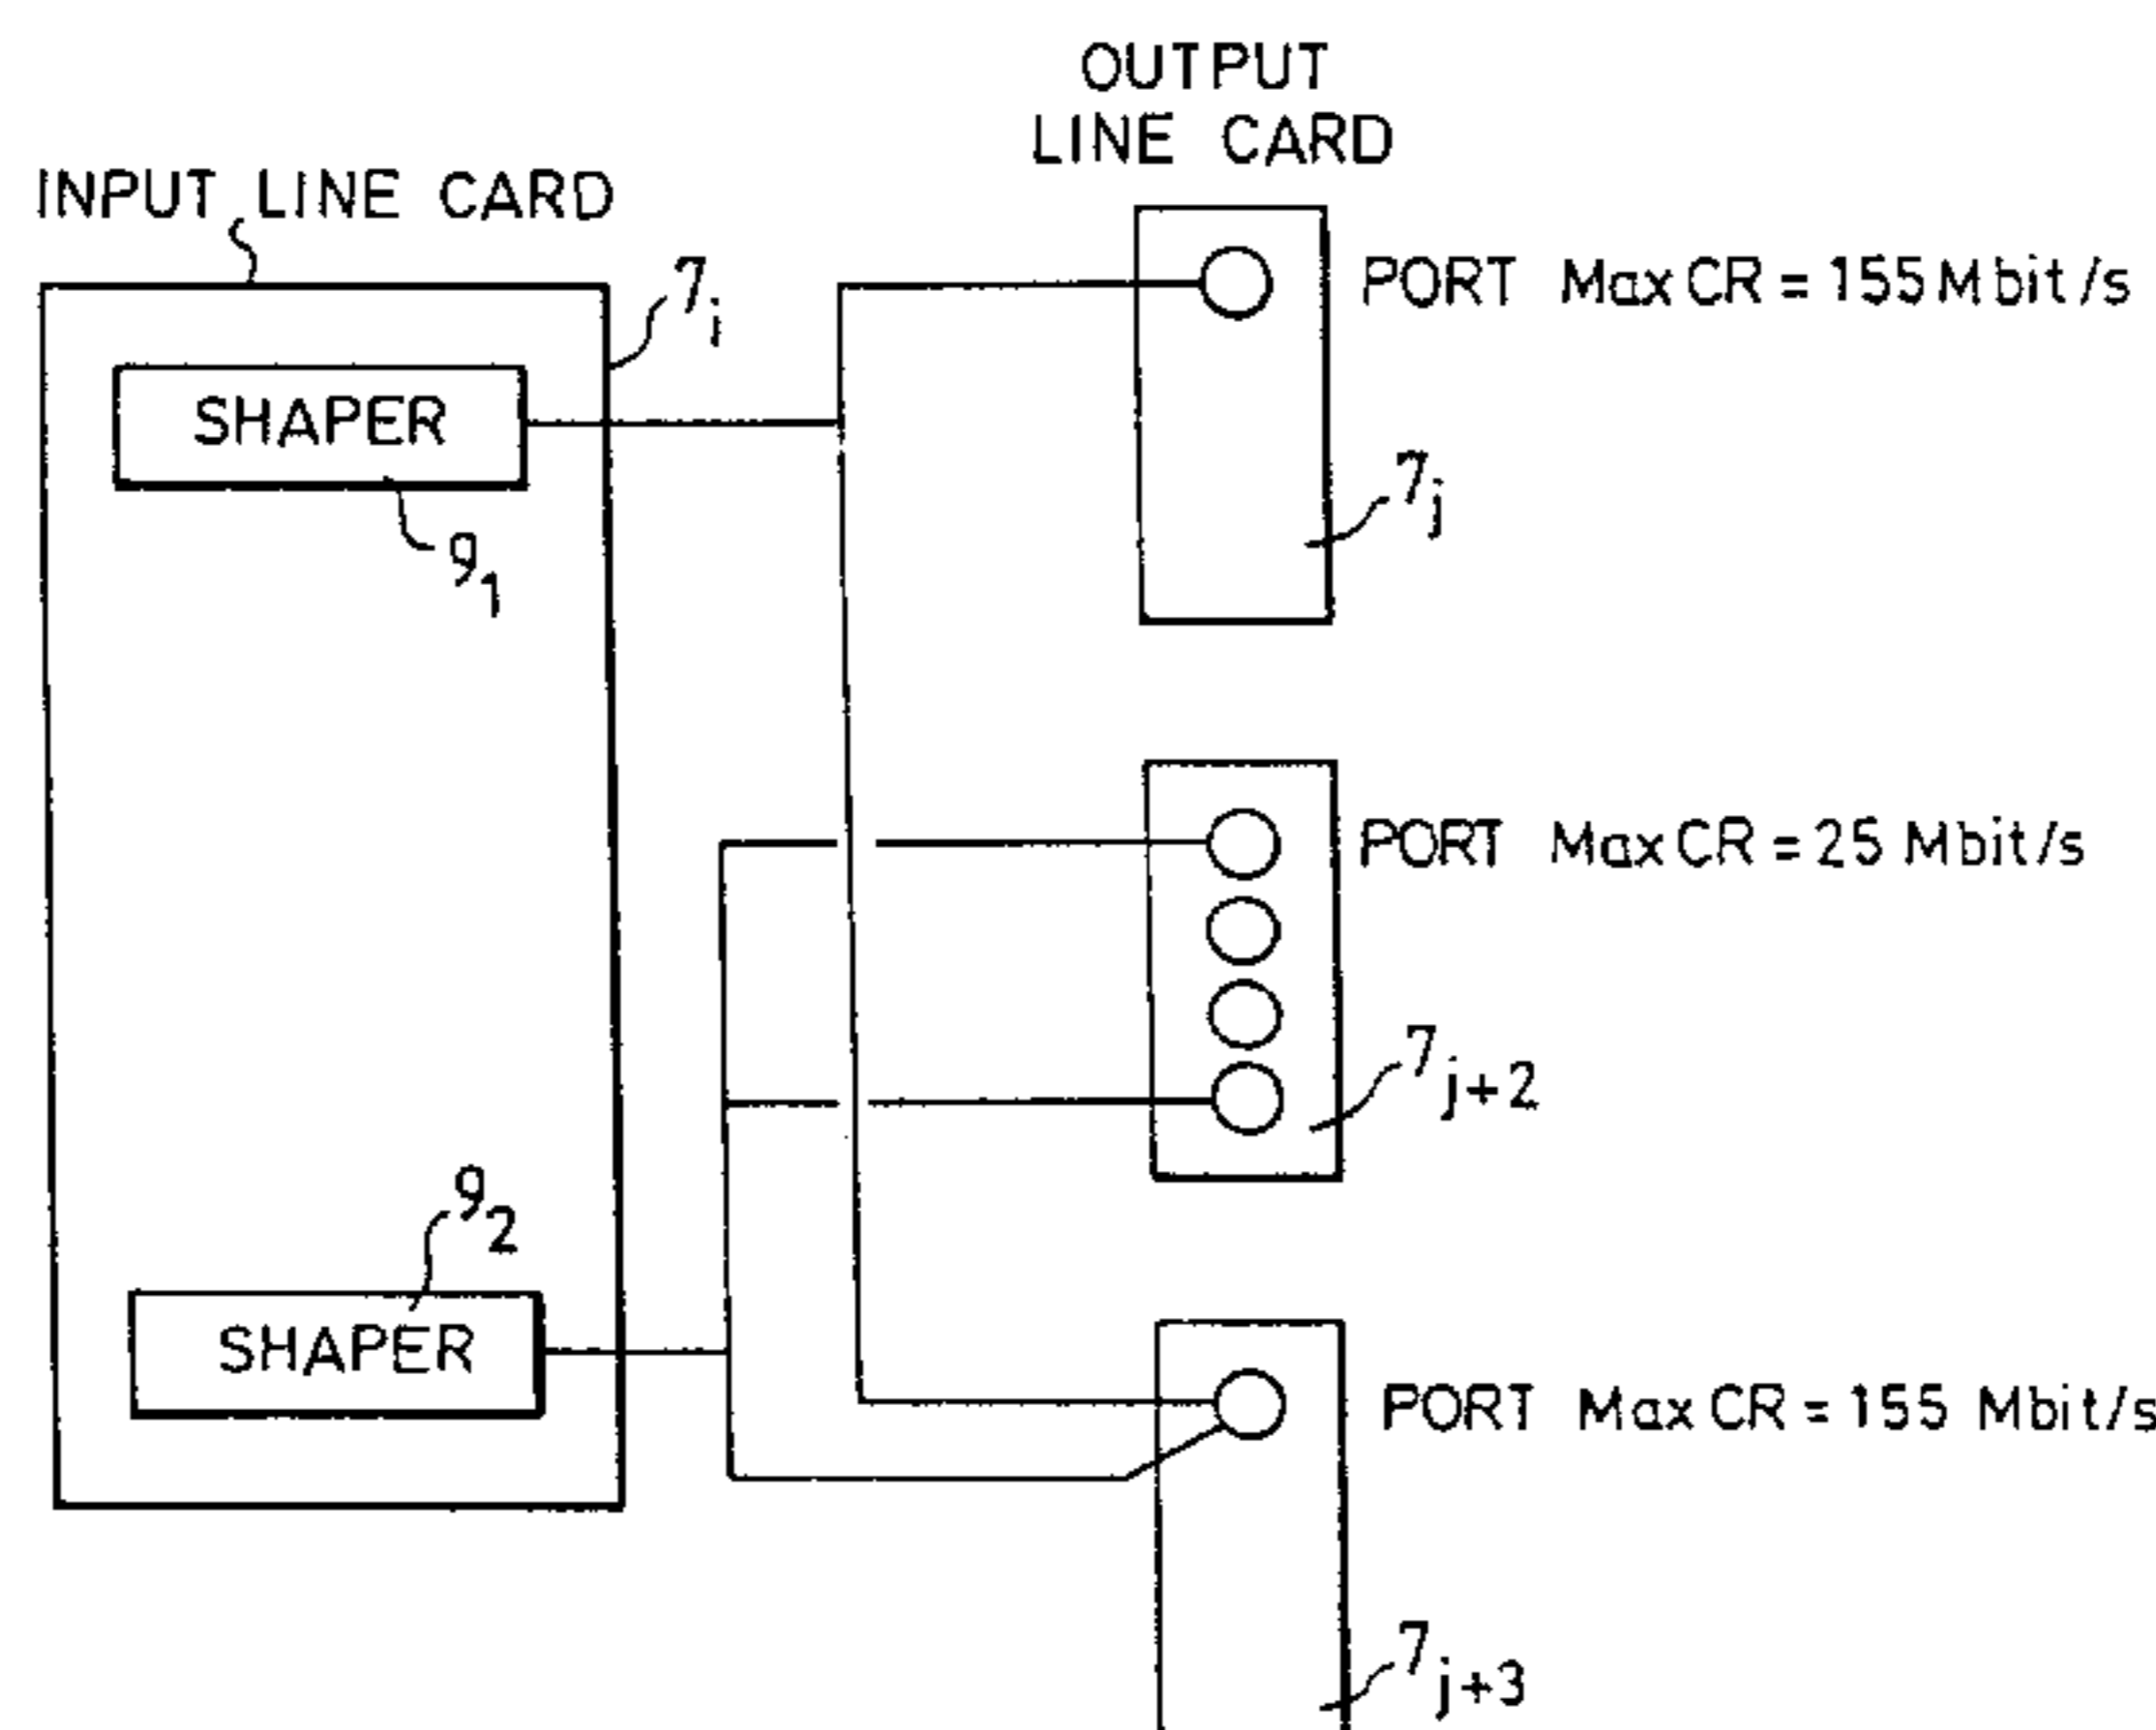 OUTPUT
LINE CARD
INPUT LINE CARD
7i
PORT MaxCR = 155 Mbit/s
SHAPER
7j
91
PORT MaxCR = 25 Mbit/s
7j+2
92
SHAPER
PORT MaxCR = 155 Mbit/s
7j+3